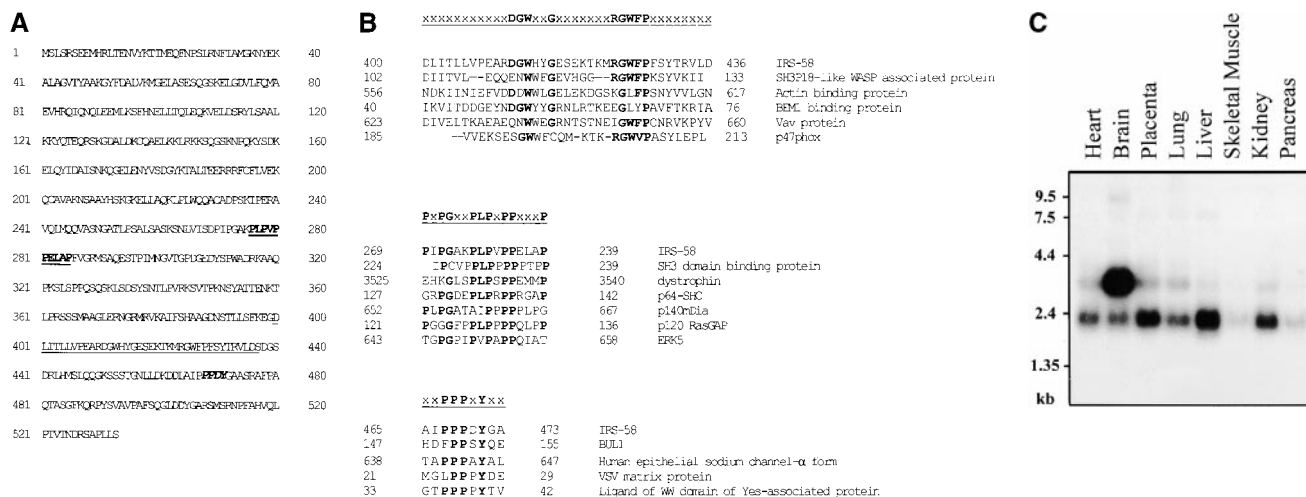 A
1 MSLSRSEEMHRLTENVYKTIMEQFNPSLRNFIAMGKNYEK 40
41 ALAGVTYAAKGYFDALVKMGELASESQGSKELGDVLFQMA 80
81 EVHRQIQNQLEEMLKSFHNELLTQLEQKVELDSRYLSAAL 120
121 KKYQTEQRSKGDALDKCQAELKKLRKKSQGSKNPQKYSDK 160
161 ELQYIDAISNKQGELENYVSDGYKTALTEERRRFCFLVEK 200
201 QCAVAKNSAAYHSKGKELLAQKLPLWQQACADPSKIPERA 240
241 VQLMQQVASNGATLPSALSASKSNLVISDPIPGAKPLPVP 280
281 PELAPFVGRMSAQESTPIMNGVTGPDGEDYSPWADRKAAQ 320
321 PKSLSPPQSQSKLSDSYSNTLPVRKSVTPKNSYATTENKT 360
361 LPRSSSMAAGLERNGRMRVKAIFSHAAGDNSTLLSFKEGD 400
401 LITLLVPEARDGWHYGESEKTKMRGWFPFSYTRVLDSDGS 440
441 DRLHMSLQQGKSSSTGNLLDKDDLAIPPPDYGAASRAFPA 480
481 QTASGFKQRPYSVAVPAFSQGLDDYGARSMSRNPFAHVQL 520
521 PTVTNDRSAPLLS
B
xxxxxxxxxxxDGWxxGxxxxxxxRGWFPxxxxxxxx
400 DLITLLVPEARDGWHYGESEKTKMRGWFPFSYTRVLD 436 IRS-58
102 DIITVL--EQQENWWFGEVHGG--RGWFPKSYVKII 133 SH3P18-like WASP associated protein
556 NDKIINIEFVDDDWWLGELEKDGSKGLFPSNYVVLGN 617 Actin binding protein
40 IKVITDDGEYNDGWYYGRNLRTKEEGLYPAVFTKRIA 76 BEM1 binding protein
623 DIVELTKAEAEQNWWEGRNTSTNEIGWFPCNRVKPYV 660 Vav protein
185 --VVEKSESGWWFCQM-KTK-RGWVPASYLEPL 213 p47phox
PxPGxxPLPxPPxxxP
269 PIPGAKPLPVPPELAP 239 IRS-58
224 IPCVPPLPPPPPTPP 239 SH3 domain binding protein
3525 EHKGLSPLPSPPEMMP 3540 dystrophin
127 GRPGDEPLPRPPRGAP 142 p64-SHC
652 PLPGATAIPPPPPLPG 667 p140mDia
121 PGGGFPPLPPPPQLPP 136 p120 RasGAP
643 TGPGPIPVPAPPQIAT 658 ERK5
xxPPPxYxx
465 AIPPPDYGA 473 IRS-58
147 HDFPPSYQE 155 BUL1
638 TAPPPAYAL 647 Human epithelial sodium channel-α form
21 MGLPPPYDE 29 VSV matrix protein
33 GTPPPPYTV 42 Ligand of WW domain of Yes-associated protein
C
Heart
Brain
Placenta
Lung
Liver
Skeletal Muscle
Kidney
Pancreas
9.5
7.5
4.4
2.4
1.35
kb